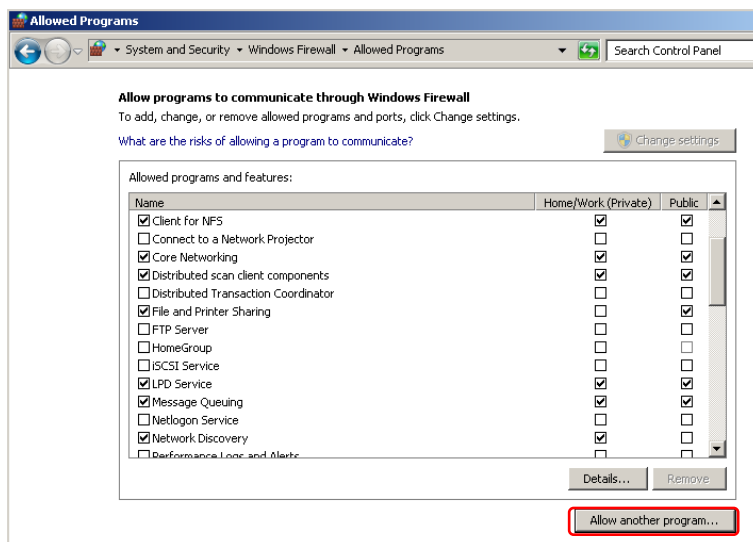 Allowed Programs
System and Security Windows Firewall Allowed Programs Search Control Panel
Allow programs to communicate through Windows Firewall
To add, change, or remove allowed programs and ports, click Change settings.
What are the risks of allowing a program to communicate? Change settings
Allowed programs and features:
Name Home/Work (Private) Public
Client for NFS
Connect to a Network Projector
Core Networking
Distributed scan client components
Distributed Transaction Coordinator
File and Printer Sharing
FTP Server
HomeGroup
iSCSI Service
LPD Service
Message Queuing
Netlogon Service
Network Discovery
Performance Logs and Alerts
Details... Remove
Allow another program...